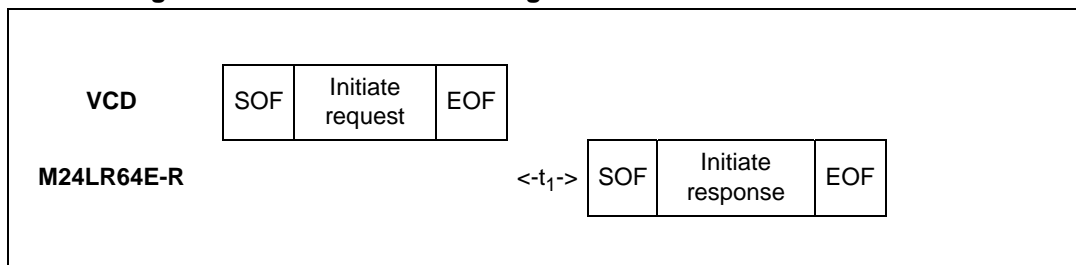 VCD SOF Initiate request EOF
M24LR64E-R <-t1-> SOF Initiate response EOF